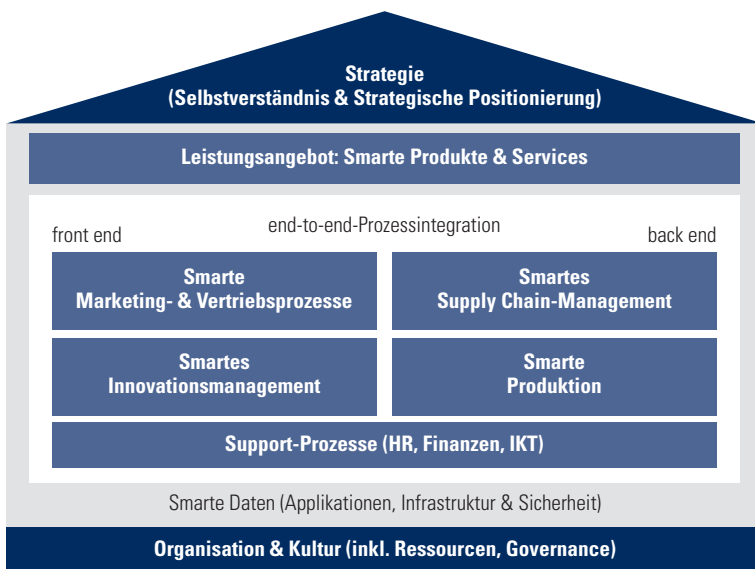 Strategie
(Selbstverständnis & Strategische Positionierung)
Leistungsangebot: Smarte Produkte & Services
front end
end-to-end-Prozessintegration
back end
Smarte
Marketing- & Vertriebsprozesse
Smartes
Supply Chain-Management
Smartes
Innovationsmanagement
Smarte
Produktion
Support-Prozesse (HR, Finanzen, IKT)
Smarte Daten (Applikationen, Infrastruktur & Sicherheit)
Organisation & Kultur (inkl. Ressourcen, Governance)